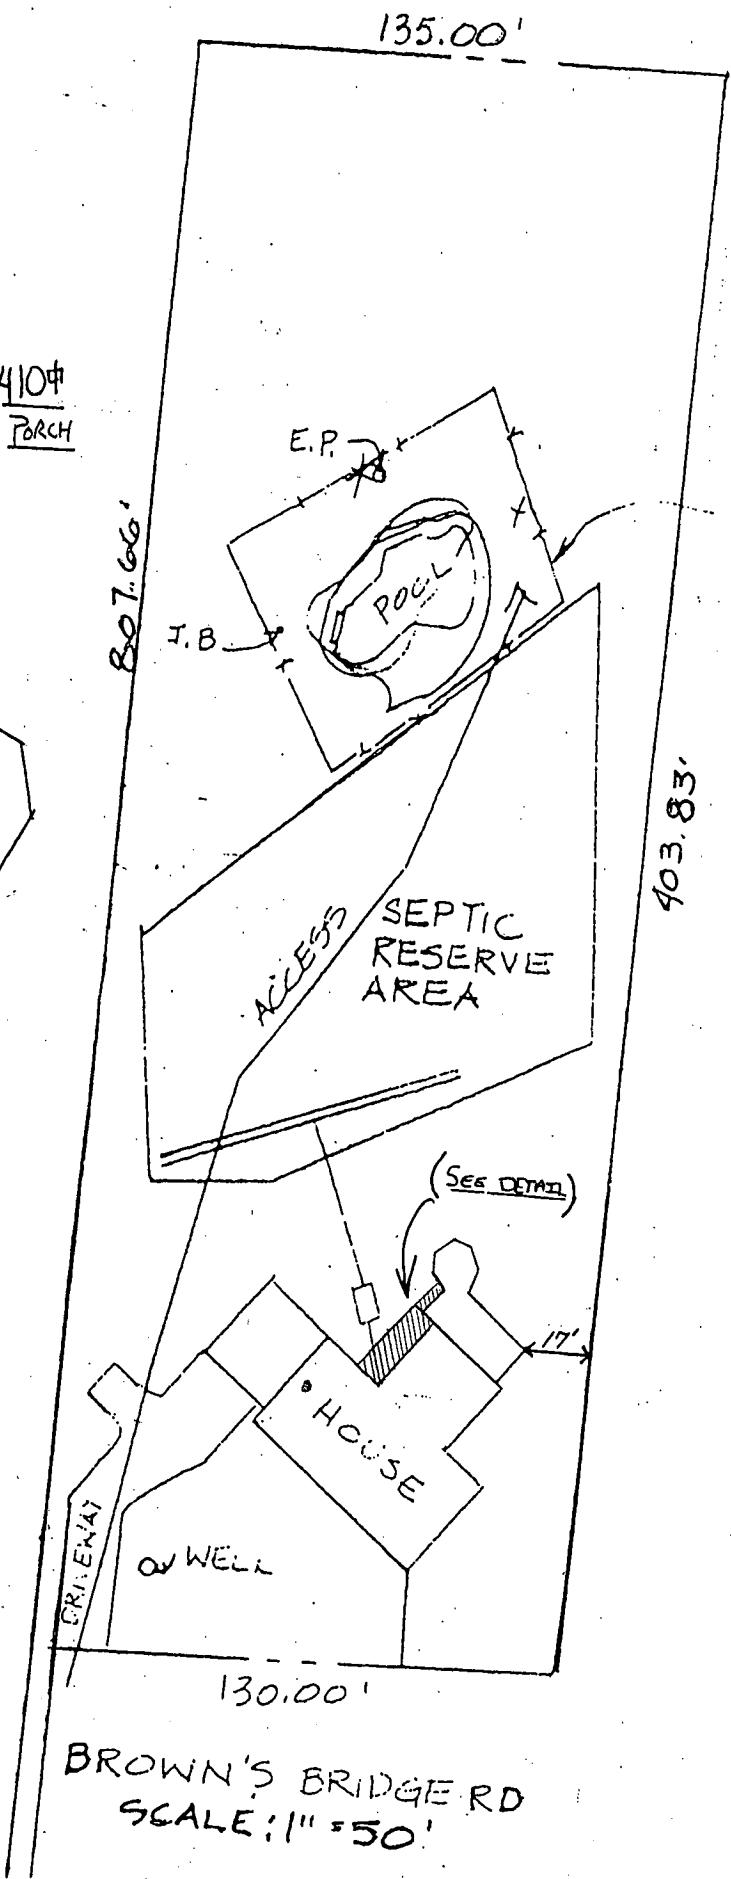 135.00'
410⌀
PORCH
E.P.
807.66'
POOL
J.B
403.83'
SEPTIC
RESERVE
AREA
ACCESS
(SEE DETAIL)
17'
HOUSE
DRIVEWAY
WELL
130.00'
BROWN'S BRIDGE RD
SCALE: 1" = 50'